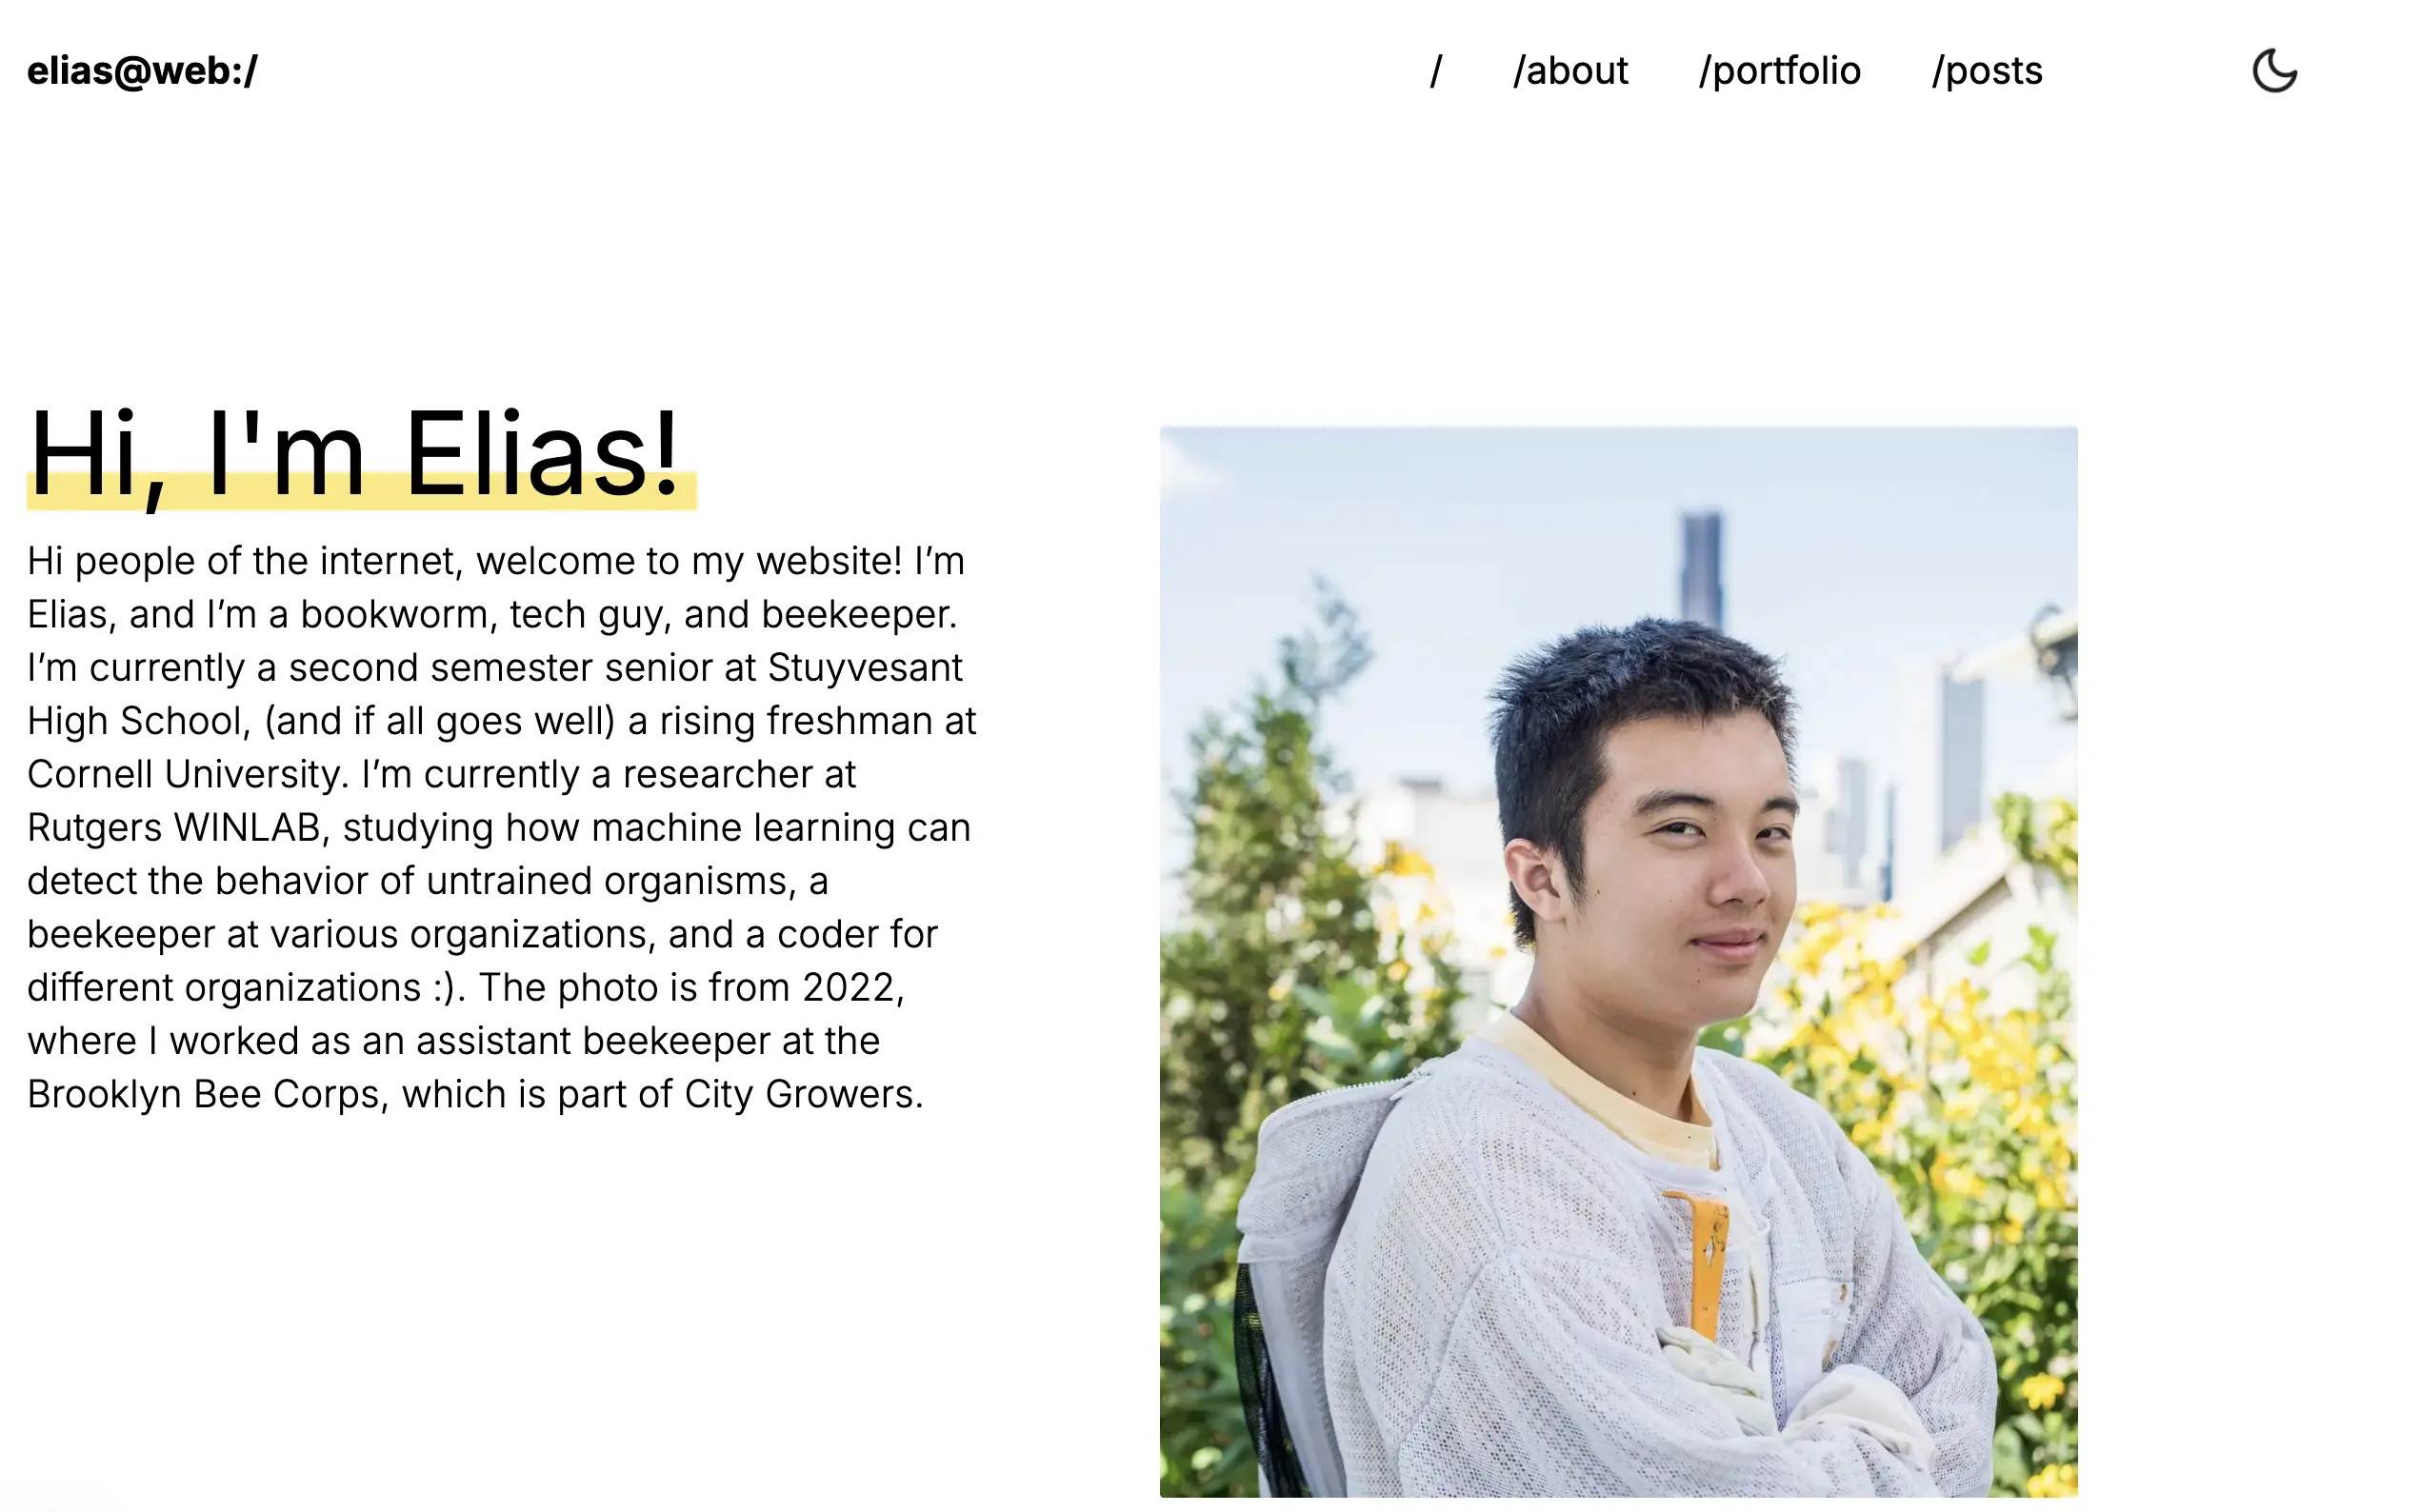 elias@web:/
/ /about /portfolio /posts
Hi, I'm Elias!
Hi people of the internet, welcome to my website! I’m
Elias, and I’m a bookworm, tech guy, and beekeeper.
I’m currently a second semester senior at Stuyvesant
High School, (and if all goes well) a rising freshman at
Cornell University. I’m currently a researcher at
Rutgers WINLAB, studying how machine learning can
detect the behavior of untrained organisms, a
beekeeper at various organizations, and a coder for
different organizations :). The photo is from 2022,
where I worked as an assistant beekeeper at the
Brooklyn Bee Corps, which is part of City Growers.